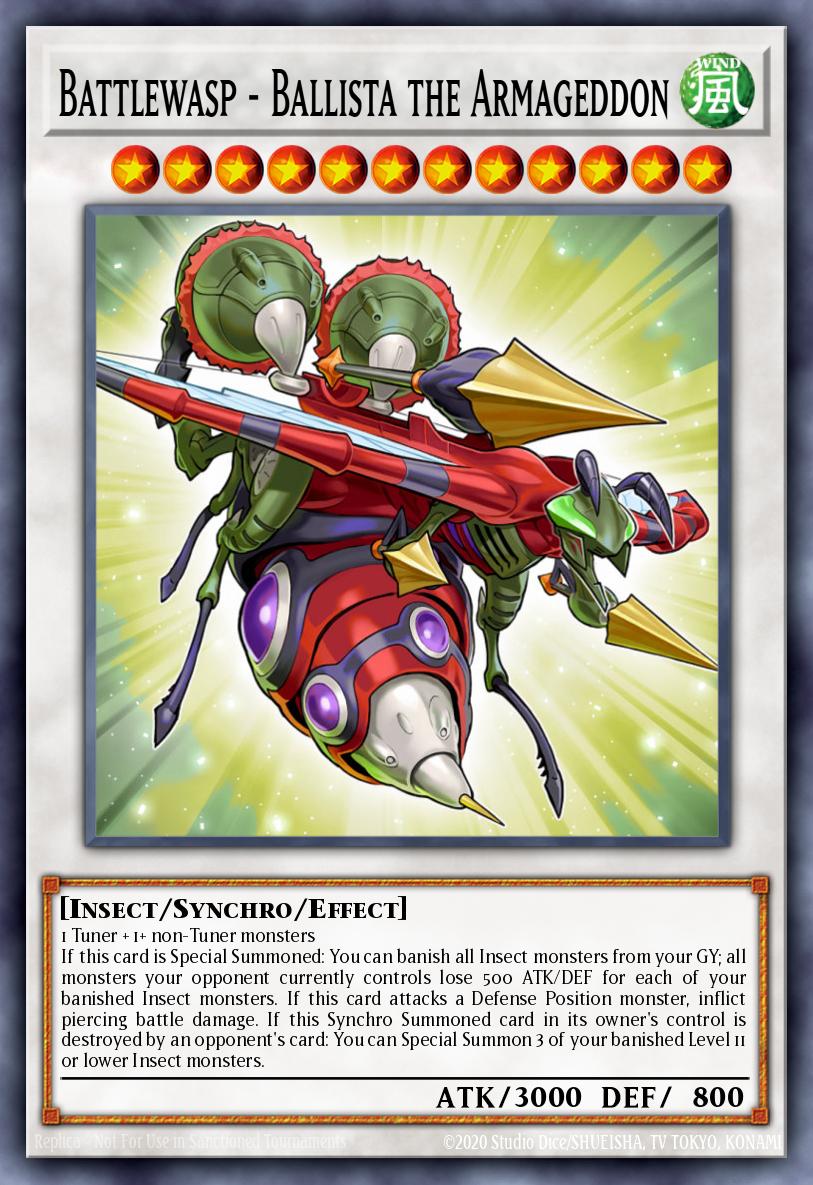 Battlewasp - Ballista the Armageddon
WIND
風
[Insect/Synchro/Effect]
1 Tuner + 1+ non-Tuner monsters
If this card is Special Summoned: You can banish all Insect monsters from your GY; all
monsters your opponent currently controls lose 500 ATK/DEF for each of your
banished Insect monsters. If this card attacks a Defense Position monster, inflict
piercing battle damage. If this Synchro Summoned card in its owner's control is
destroyed by an opponent's card: You can Special Summon 3 of your banished Level 11
or lower Insect monsters.
ATK/3000 DEF/ 800
Replica - Not For Use in Sanctioned Tournaments
©2020 Studio Dice/SHUEISHA, TV TOKYO, KONAMI